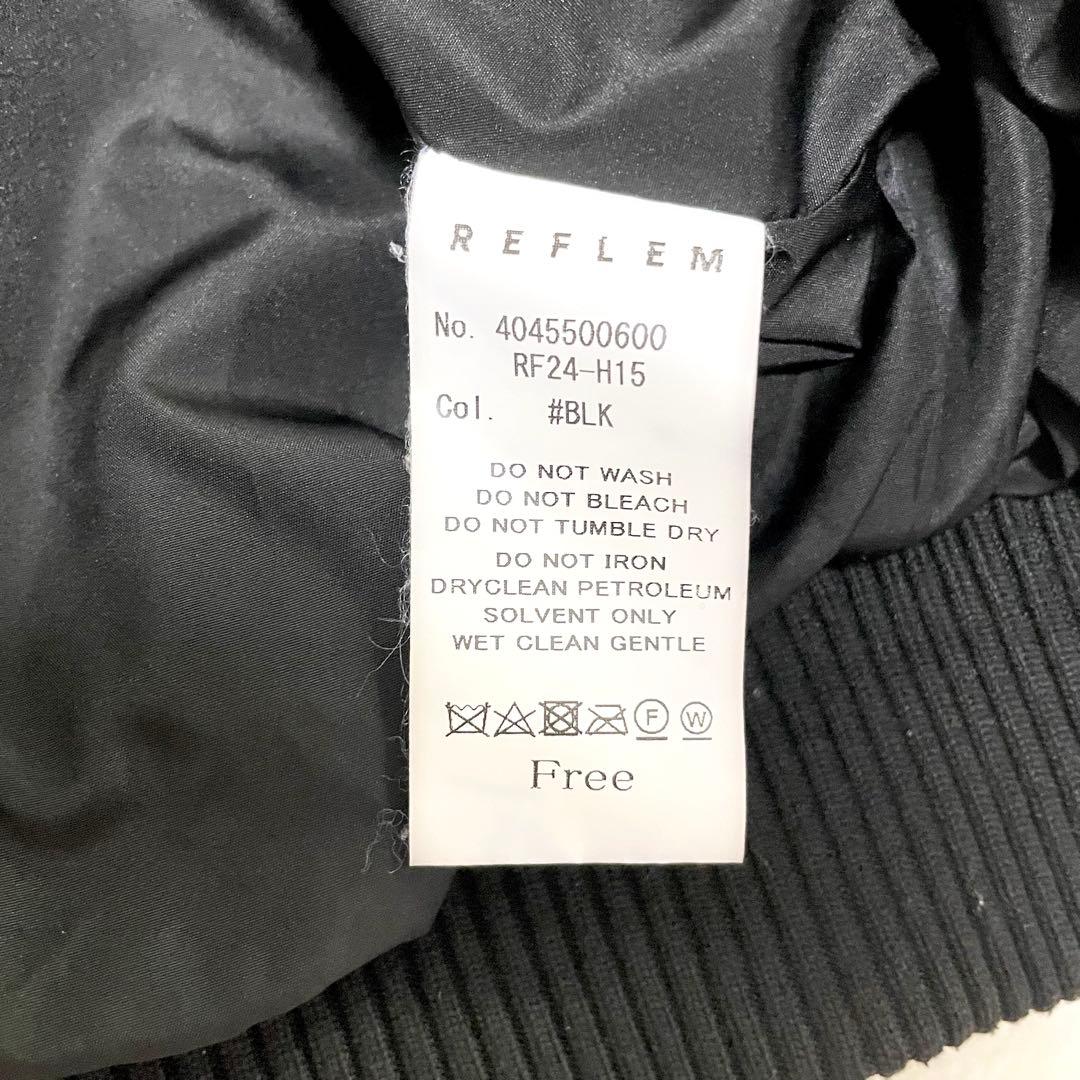 REFLEM
No. 4045500600
RF24-H15
Col. #BLK
DO NOT WASH
DO NOT BLEACH
DO NOT TUMBLE DRY
DO NOT IRON
DRYCLEAN PETROLEUM
SOLVENT ONLY
WET CLEAN GENTLE
F W
Free